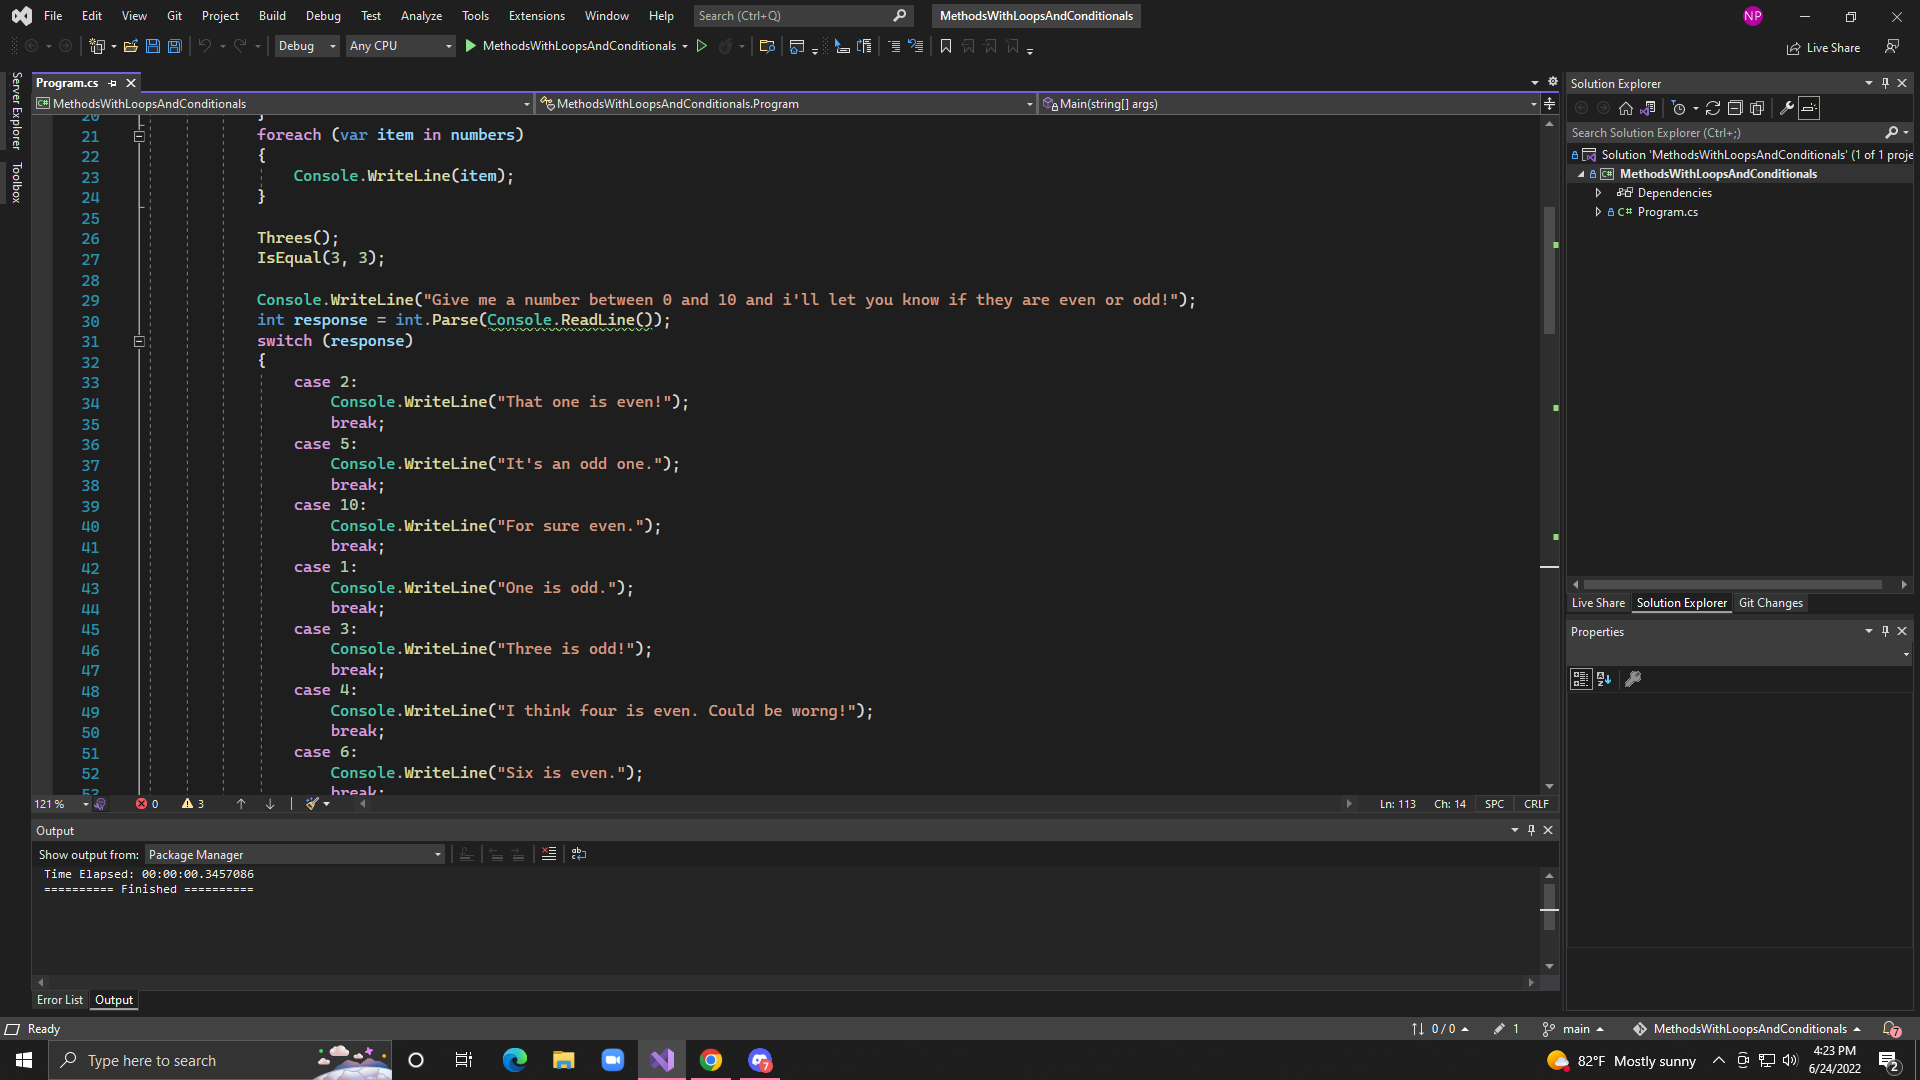 File Edit View Git Project Build Debug Test Analyze Tools Extensions Window Help Search (Ctrl+Q) MethodsWithLoopsAndConditionals NP
Debug Any CPU MethodsWithLoopsAndConditionals Live Share
Server Explorer
Toolbox
Program.cs
MethodsWithLoopsAndConditionals MethodsWithLoopsAndConditionals.Program Main(string[] args)
20 }
21 foreach (var item in numbers)
22 {
23 Console.WriteLine(item);
24 }
25
26 Threes();
27 IsEqual(3, 3);
28
29 Console.WriteLine("Give me a number between 0 and 10 and i'll let you know if they are even or odd!");
30 int response = int.Parse(Console.ReadLine());
31 switch (response)
32 {
33 case 2:
34 Console.WriteLine("That one is even!");
35 break;
36 case 5:
37 Console.WriteLine("It's an odd one.");
38 break;
39 case 10:
40 Console.WriteLine("For sure even.");
41 break;
42 case 1:
43 Console.WriteLine("One is odd.");
44 break;
45 case 3:
46 Console.WriteLine("Three is odd!");
47 break;
48 case 4:
49 Console.WriteLine("I think four is even. Could be worng!");
50 break;
51 case 6:
52 Console.WriteLine("Six is even.");
53 break;
121 % 0 3 Ln: 113 Ch: 14 SPC CRLF
Output
Show output from: Package Manager
Time Elapsed: 00:00:00.3457086
========== Finished ==========
Error List Output
Solution Explorer
Search Solution Explorer (Ctrl+;)
Solution 'MethodsWithLoopsAndConditionals' (1 of 1 proje
C# MethodsWithLoopsAndConditionals
Dependencies
C# Program.cs
Live Share Solution Explorer Git Changes
Properties
Ready 0 / 0 1 main MethodsWithLoopsAndConditionals 7
Type here to search 7 82°F Mostly sunny 4:23 PM
6/24/2022 2